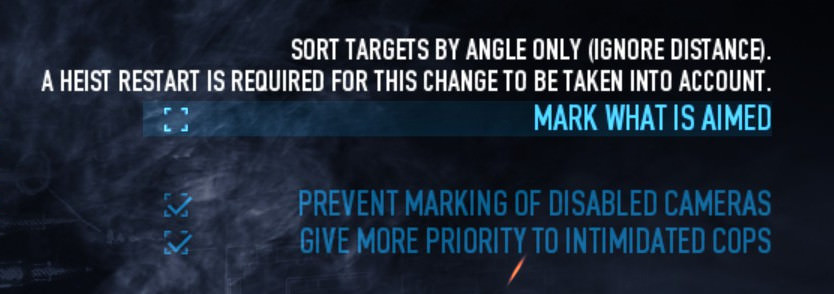 SORT TARGETS BY ANGLE ONLY (IGNORE DISTANCE).
A HEIST RESTART IS REQUIRED FOR THIS CHANGE TO BE TAKEN INTO ACCOUNT.
MARK WHAT IS AIMED
PREVENT MARKING OF DISABLED CAMERAS
GIVE MORE PRIORITY TO INTIMIDATED COPS